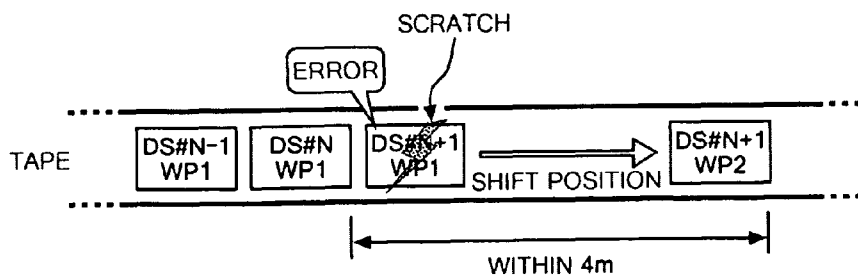 SCRATCH
ERROR
TAPE
DS#N-1
WP1
DS#N
WP1
DS#N+1
WP1
SHIFT POSITION
DS#N+1
WP2
WITHIN 4m